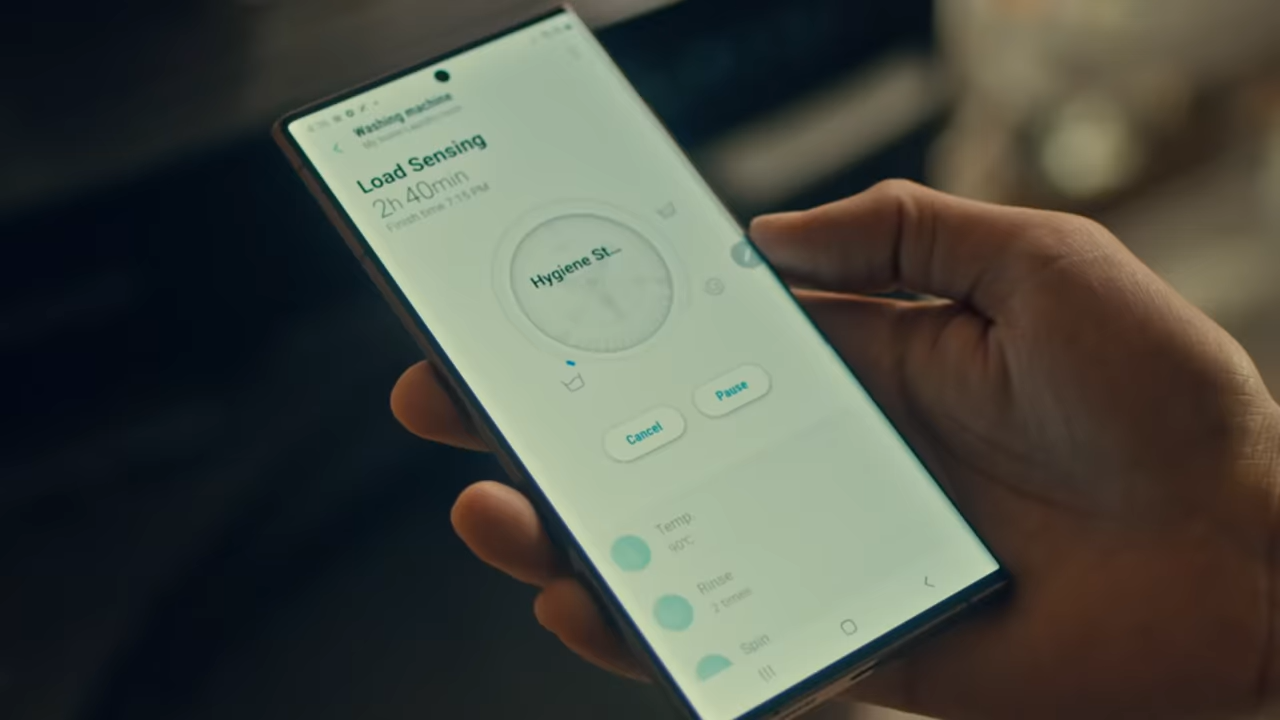 Washing machine
Load Sensing
2h 40min
Finish time 7:15 PM
Hygiene St...
Cancel
Pause
Temp.
90℃
Rinse
2 times
Spin